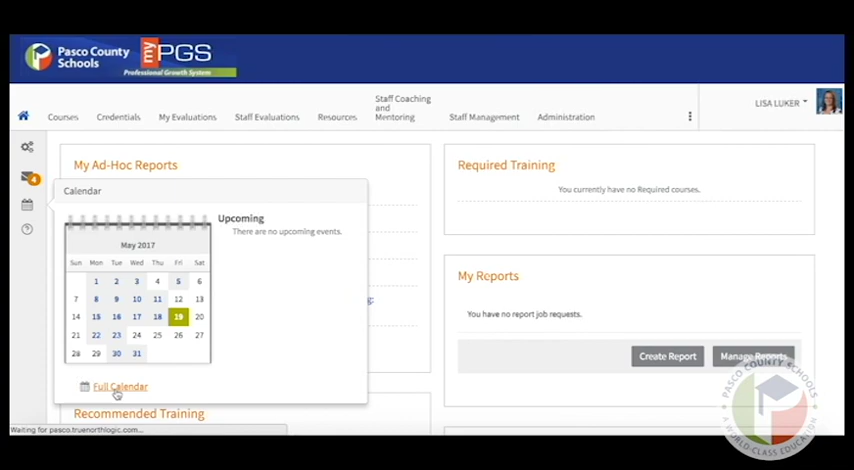 Pasco County
Schools
my PGS
Professional Growth System
Courses
Credentials
My Evaluations
Staff Evaluations
Resources
Staff Coaching
and
Mentoring
Staff Management
Administration
LISA LUKER
4
My Ad-Hoc Reports
Required Training
You currently have no Required courses.
Calendar
Upcoming
There are no upcoming events.
May 2017
Sun Mon Tue Wed Thu Fri Sat
1 2 3 4 5 6
7 8 9 10 11 12 13
14 15 16 17 18 19 20
21 22 23 24 25 26 27
28 29 30 31
Full Calendar
My Reports
You have no report job requests.
Create Report
Manage Reports
Recommended Training
Waiting for pasco.truenorthlogic.com...
PASCO COUNTY SCHOOLS
A WORLD-CLASS EDUCATION